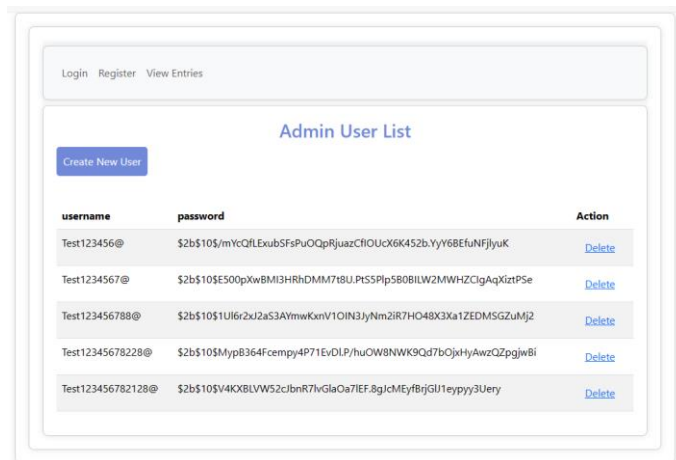 Login Register View Entries
Admin User List
Create New User
username password Action
Test123456@ $2b$10$/mYcQfLExubSFsPuOQpRjuazCfIOUcX6K452b.YyY6BEfuNFjlyuK Delete
Test1234567@ $2b$10$E500pXwBMI3HRhDMM7t8U.PtS5Plp5B0BILW2MWHZCIgAqXiztPSe Delete
Test123456788@ $2b$10$1Ul6r2xJ2aS3AYmwKxnV1OIN3JyNm2iR7HO48X3Xa1ZEDMSGZuMj2 Delete
Test12345678228@ $2b$10$MypB364Fcempy4P71EvDl.P/huOW8NWK9Qd7bOjxHyAwzQZpgjwBi Delete
Test123456782128@ $2b$10$V4KXBLVW52cJbnR7lvGlaOa7lEF.8gJcMEyfBrjGlJ1eypyy3Uery Delete